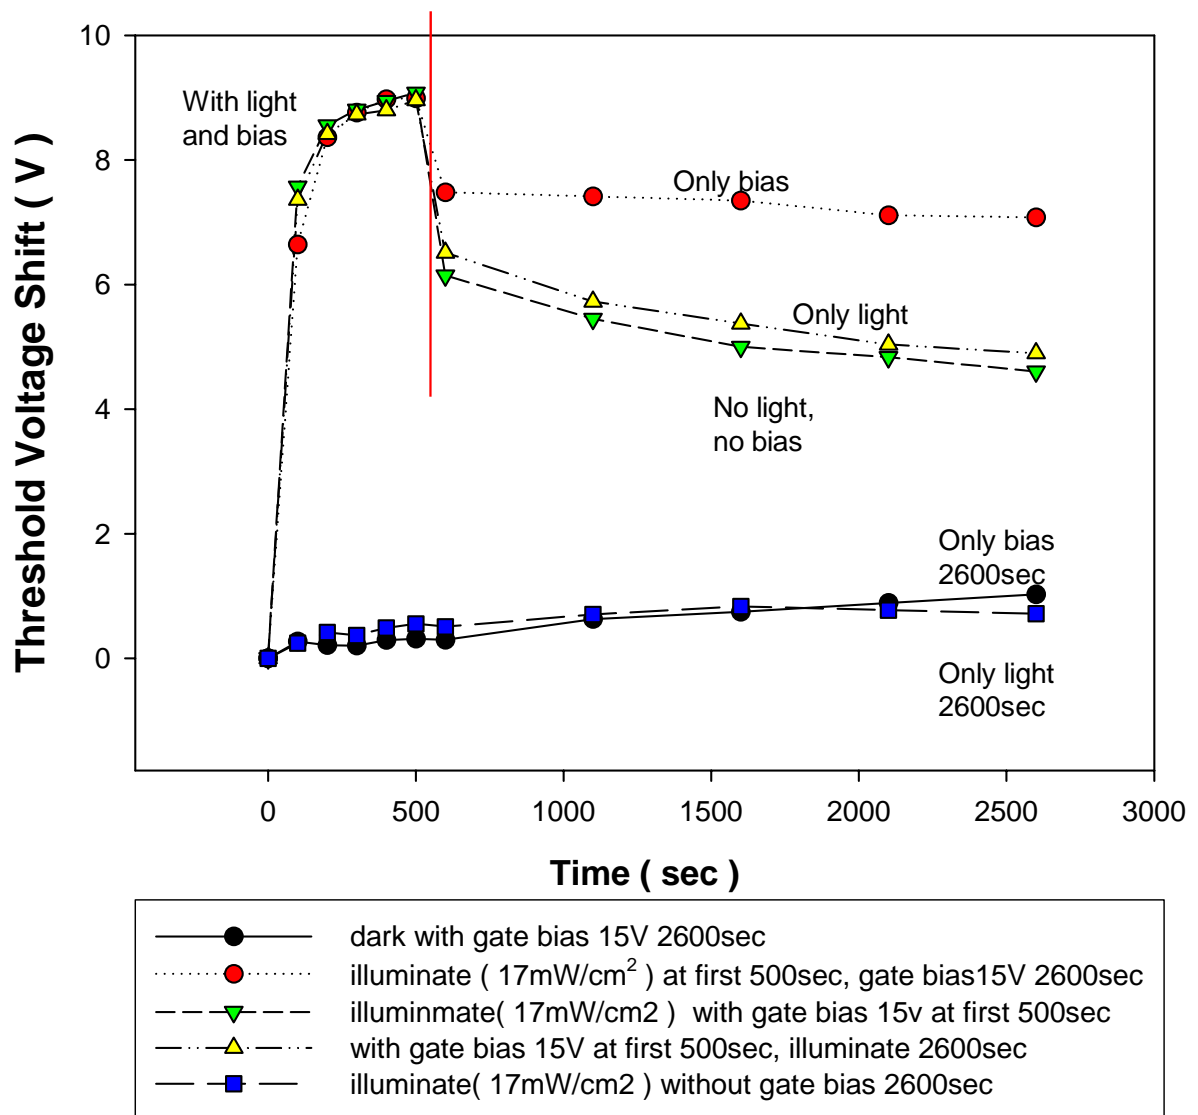 10
8
6
4
2
0
Threshold Voltage Shift ( V )
With light
and bias
Only bias
Only light
No light,
no bias
Only bias
2600sec
Only light
2600sec
0 500 1000 1500 2000 2500 3000
Time ( sec )
dark with gate bias 15V 2600sec
illuminate ( 17mW/cm² ) at first 500sec, gate bias15V 2600sec
illuminmate( 17mW/cm2 ) with gate bias 15v at first 500sec
with gate bias 15V at first 500sec, illuminate 2600sec
illuminate( 17mW/cm2 ) without gate bias 2600sec